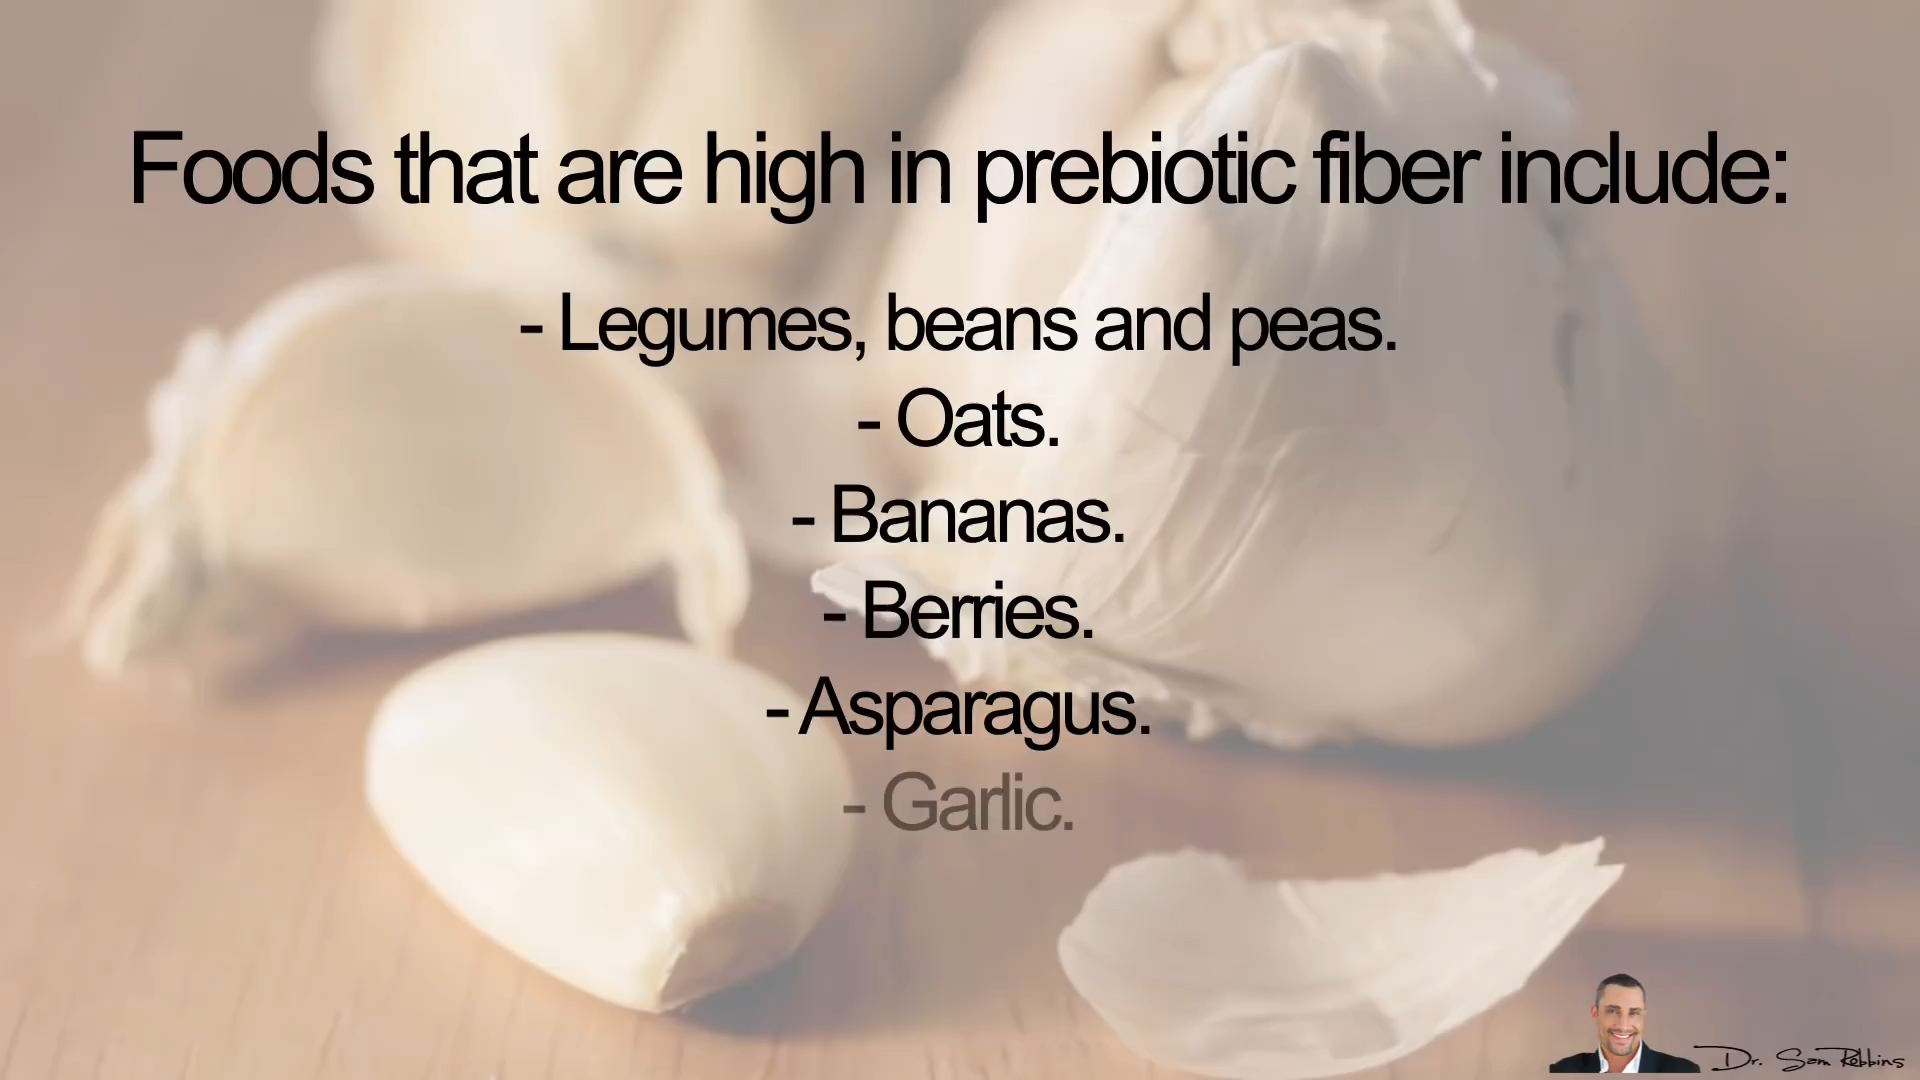 Foods that are high in prebiotic fiber include:
- Legumes, beans and peas.
- Oats.
- Bananas.
- Berries.
- Asparagus.
- Garlic.
Dr. Sam Robbins